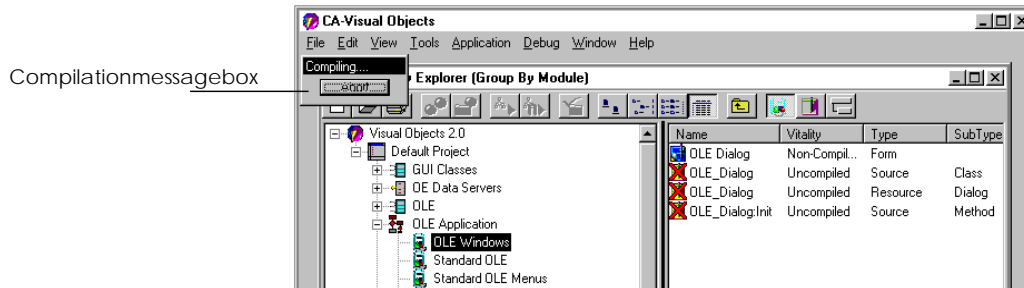 CA-Visual Objects
File Edit View Tools Application Debug Window Help
Compiling....
Abort
Compilationmessagebox
Explorer (Group By Module)
Visual Objects 2.0
Default Project
GUI Classes
OE Data Servers
OLE
OLE Application
OLE Windows
Standard OLE
Standard OLE Menus
Name Vitality Type SubType
OLE Dialog Non-Compil... Form
OLE_Dialog Uncompiled Source Class
OLE_Dialog Uncompiled Resource Dialog
OLE_Dialog:Init Uncompiled Source Method